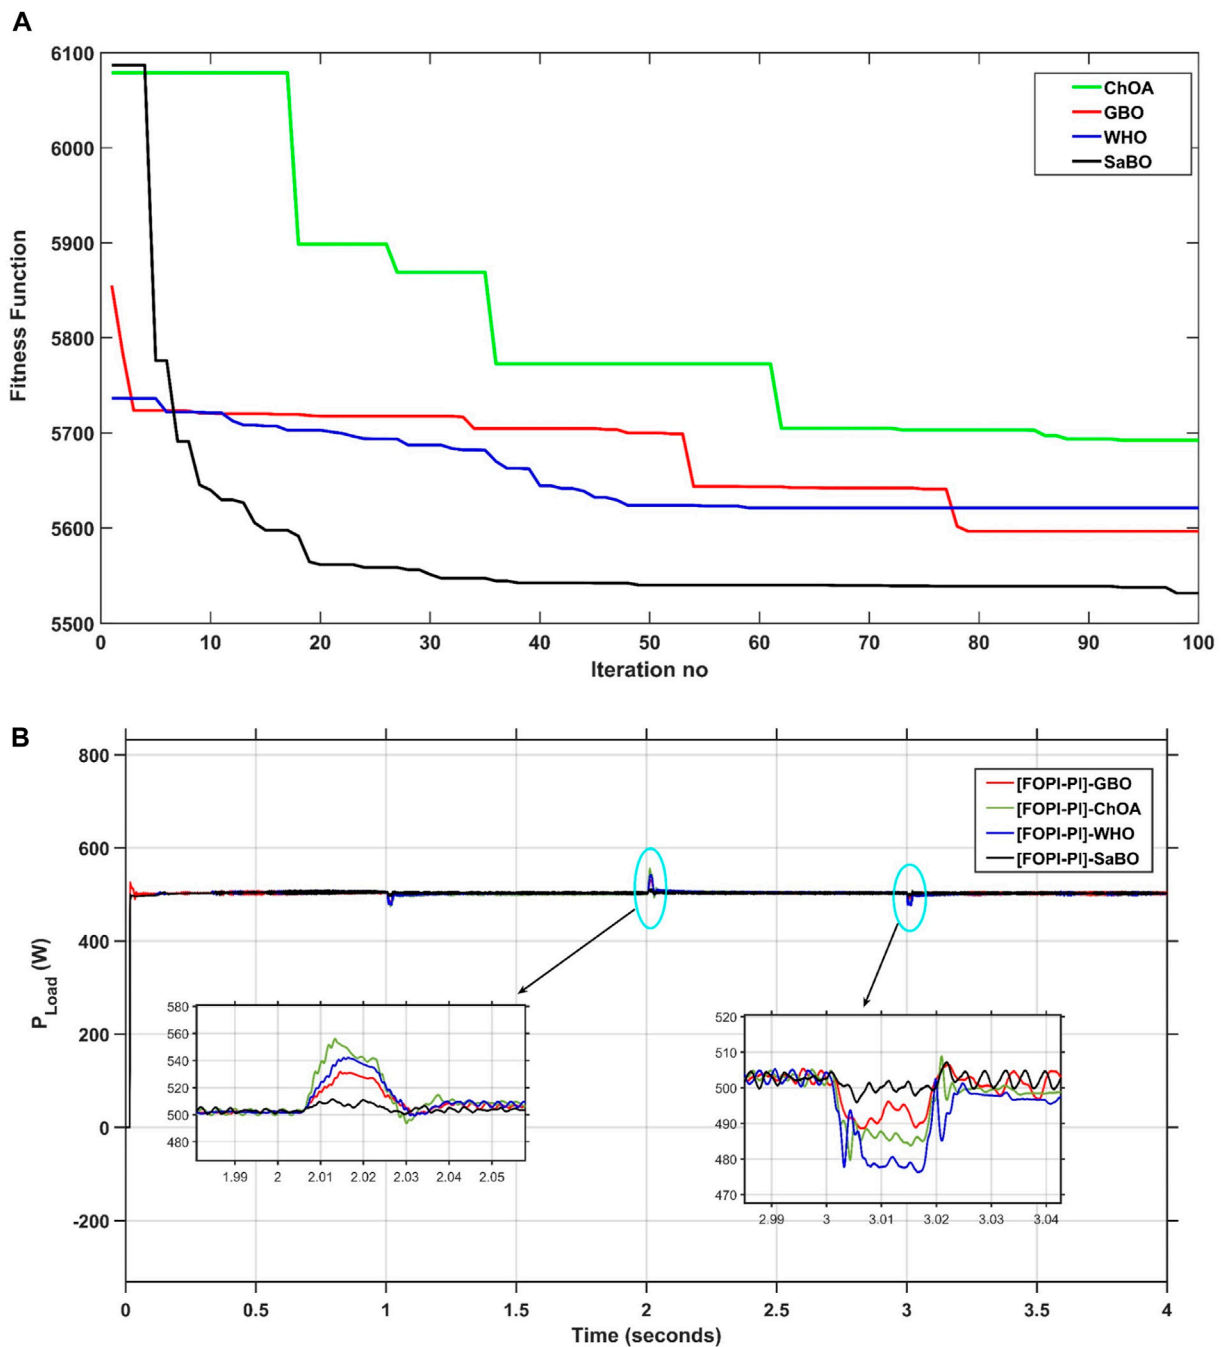 A
6100
6000
5900
5800
5700
5600
5500
Fitness Function
ChOA
GBO
WHO
SaBO
0 10 20 30 40 50 60 70 80 90 100
Iteration no
B
800
600
400
200
0
-200
P_Load (W)
[FOPI-PI]-GBO
[FOPI-PI]-ChOA
[FOPI-PI]-WHO
[FOPI-PI]-SaBO
580
560
540
520
500
480
1.99 2 2.01 2.02 2.03 2.04 2.05
520
510
500
490
480
470
2.99 3 3.01 3.02 3.03 3.04
0 0.5 1 1.5 2 2.5 3 3.5 4
Time (seconds)